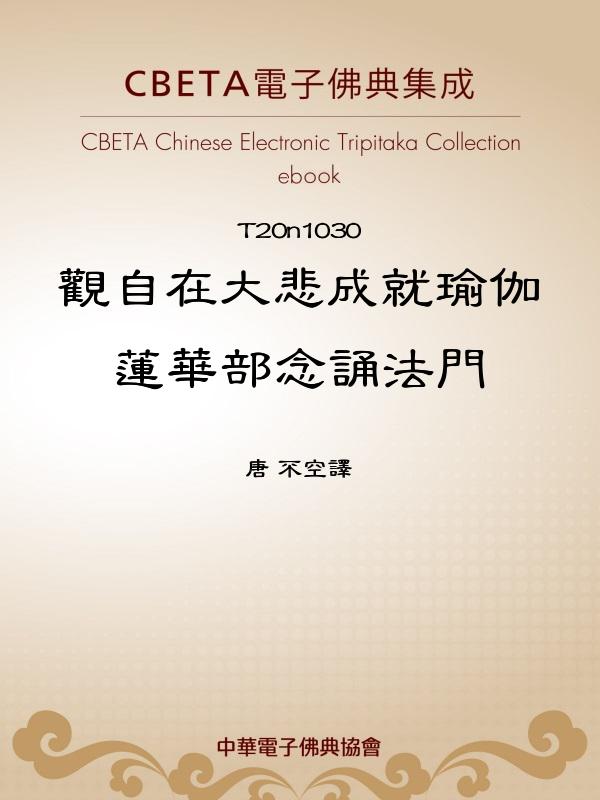 CBETA電子佛典集成
CBETA Chinese Electronic Tripitaka Collection
ebook
T20n1030
觀自在大悲成就瑜伽
蓮華部念誦法門
唐 不空譯
中華電子佛典協會